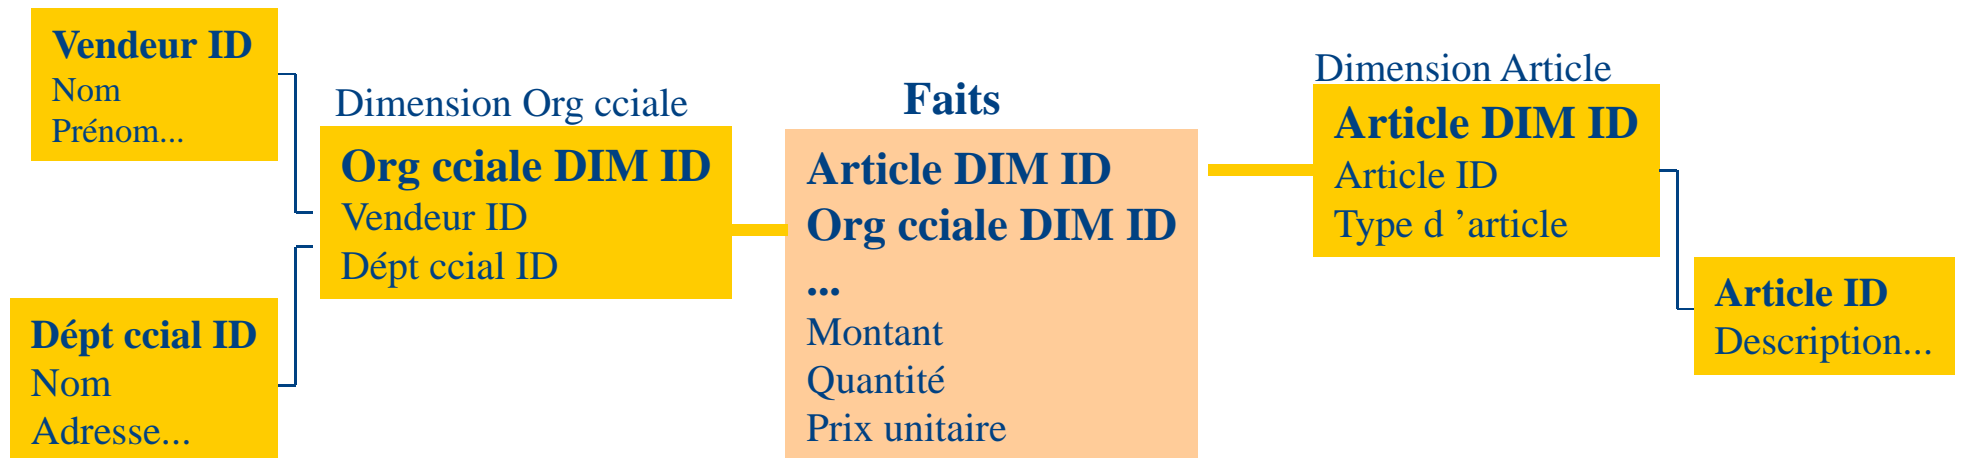 Vendeur ID
Nom
Prénom...
Dépt ccial ID
Nom
Adresse...
Dimension Org cciale
Org cciale DIM ID
Vendeur ID
Dépt ccial ID
Faits
Article DIM ID
Org cciale DIM ID
...
Montant
Quantité
Prix unitaire
Dimension Article
Article DIM ID
Article ID
Type d ’article
Article ID
Description...